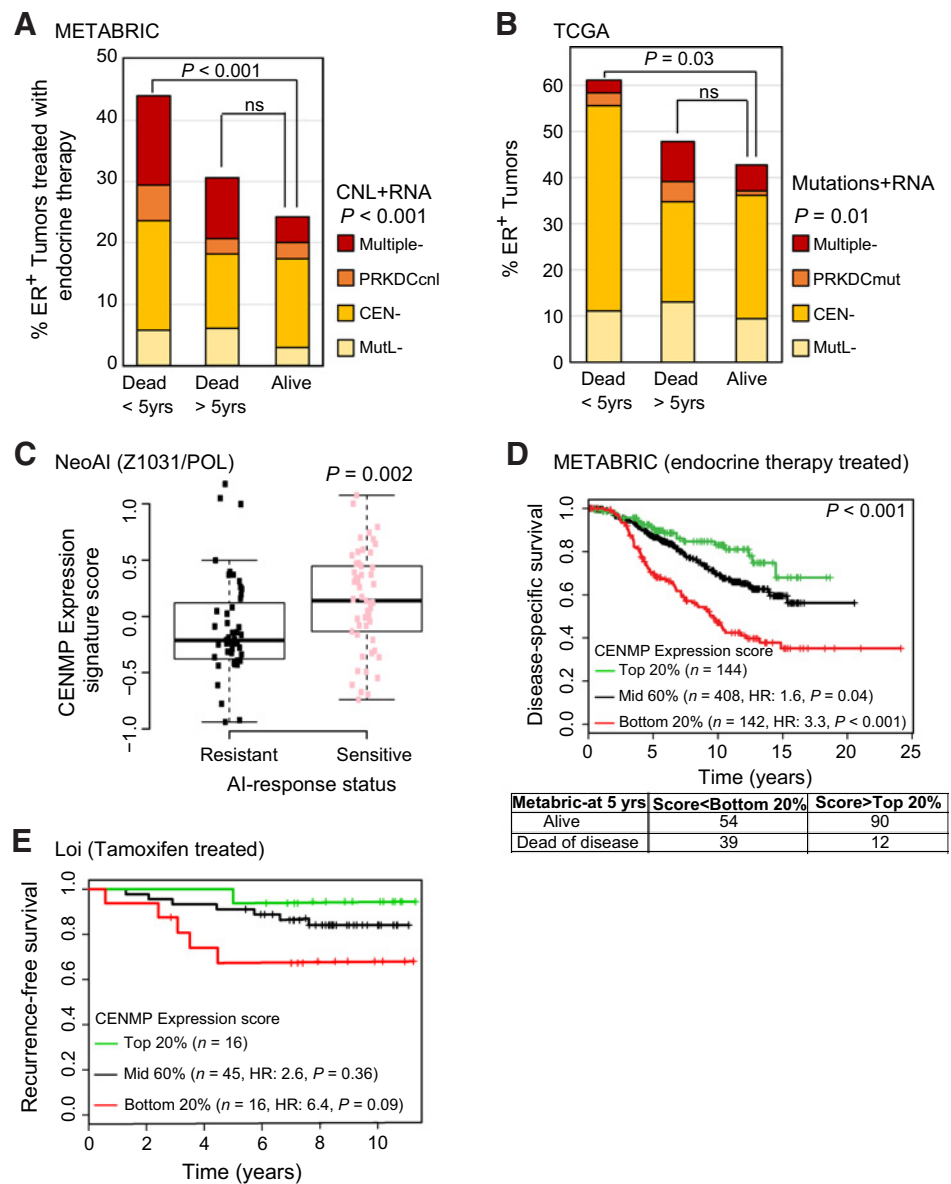 A METABRIC
% ER+ Tumors treated with
endocrine therapy
50
40
30
20
10
0
P < 0.001
ns
Dead
< 5yrs
Dead
> 5yrs
Alive
CNL+RNA
P < 0.001
Multiple-
PRKDCcnl
CEN-
MutL-
B TCGA
% ER+ Tumors
60
50
40
30
20
10
0
P = 0.03
ns
Dead
< 5yrs
Dead
> 5yrs
Alive
Mutations+RNA
P = 0.01
Multiple-
PRKDCmut
CEN-
MutL-
C NeoAI (Z1031/POL)
P = 0.002
CENMP Expression
signature score
1.0
0.5
0.0
−0.5
−1.0
Resistant
Sensitive
AI-response status
D METABRIC (endocrine therapy treated)
P < 0.001
Disease-specific survival
1.0
0.8
0.6
0.4
0.2
0.0
CENMP Expression score
Top 20% (n = 144)
Mid 60% (n = 408, HR: 1.6, P = 0.04)
Bottom 20% (n = 142, HR: 3.3, P < 0.001)
0 5 10 15 20 25
Time (years)
Metabric-at 5 yrs Score<Bottom 20% Score>Top 20%
Alive 54 90
Dead of disease 39 12
E Loi (Tamoxifen treated)
Recurrence-free survival
1.0
0.8
0.6
0.4
0.2
0.0
CENMP Expression score
Top 20% (n = 16)
Mid 60% (n = 45, HR: 2.6, P = 0.36)
Bottom 20% (n = 16, HR: 6.4, P = 0.09)
0 2 4 6 8 10
Time (years)